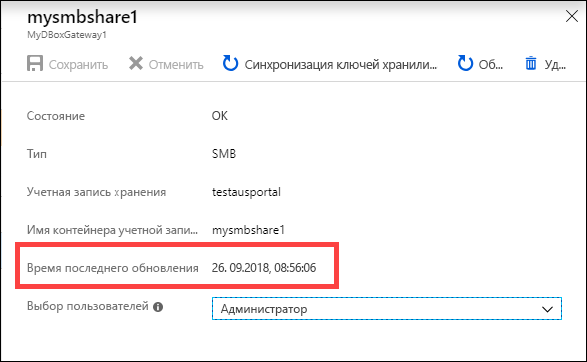 mysmbshare1
MyDBoxGateway1
Сохранить Отменить Синхронизация ключей хранили... Об... Уд...
Состояние OK
Тип SMB
Учетная запись хранения testausportal
Имя контейнера учетной запи... mysmbshare1
Время последнего обновления 26. 09.2018, 08:56:06
Выбор пользователей Администратор